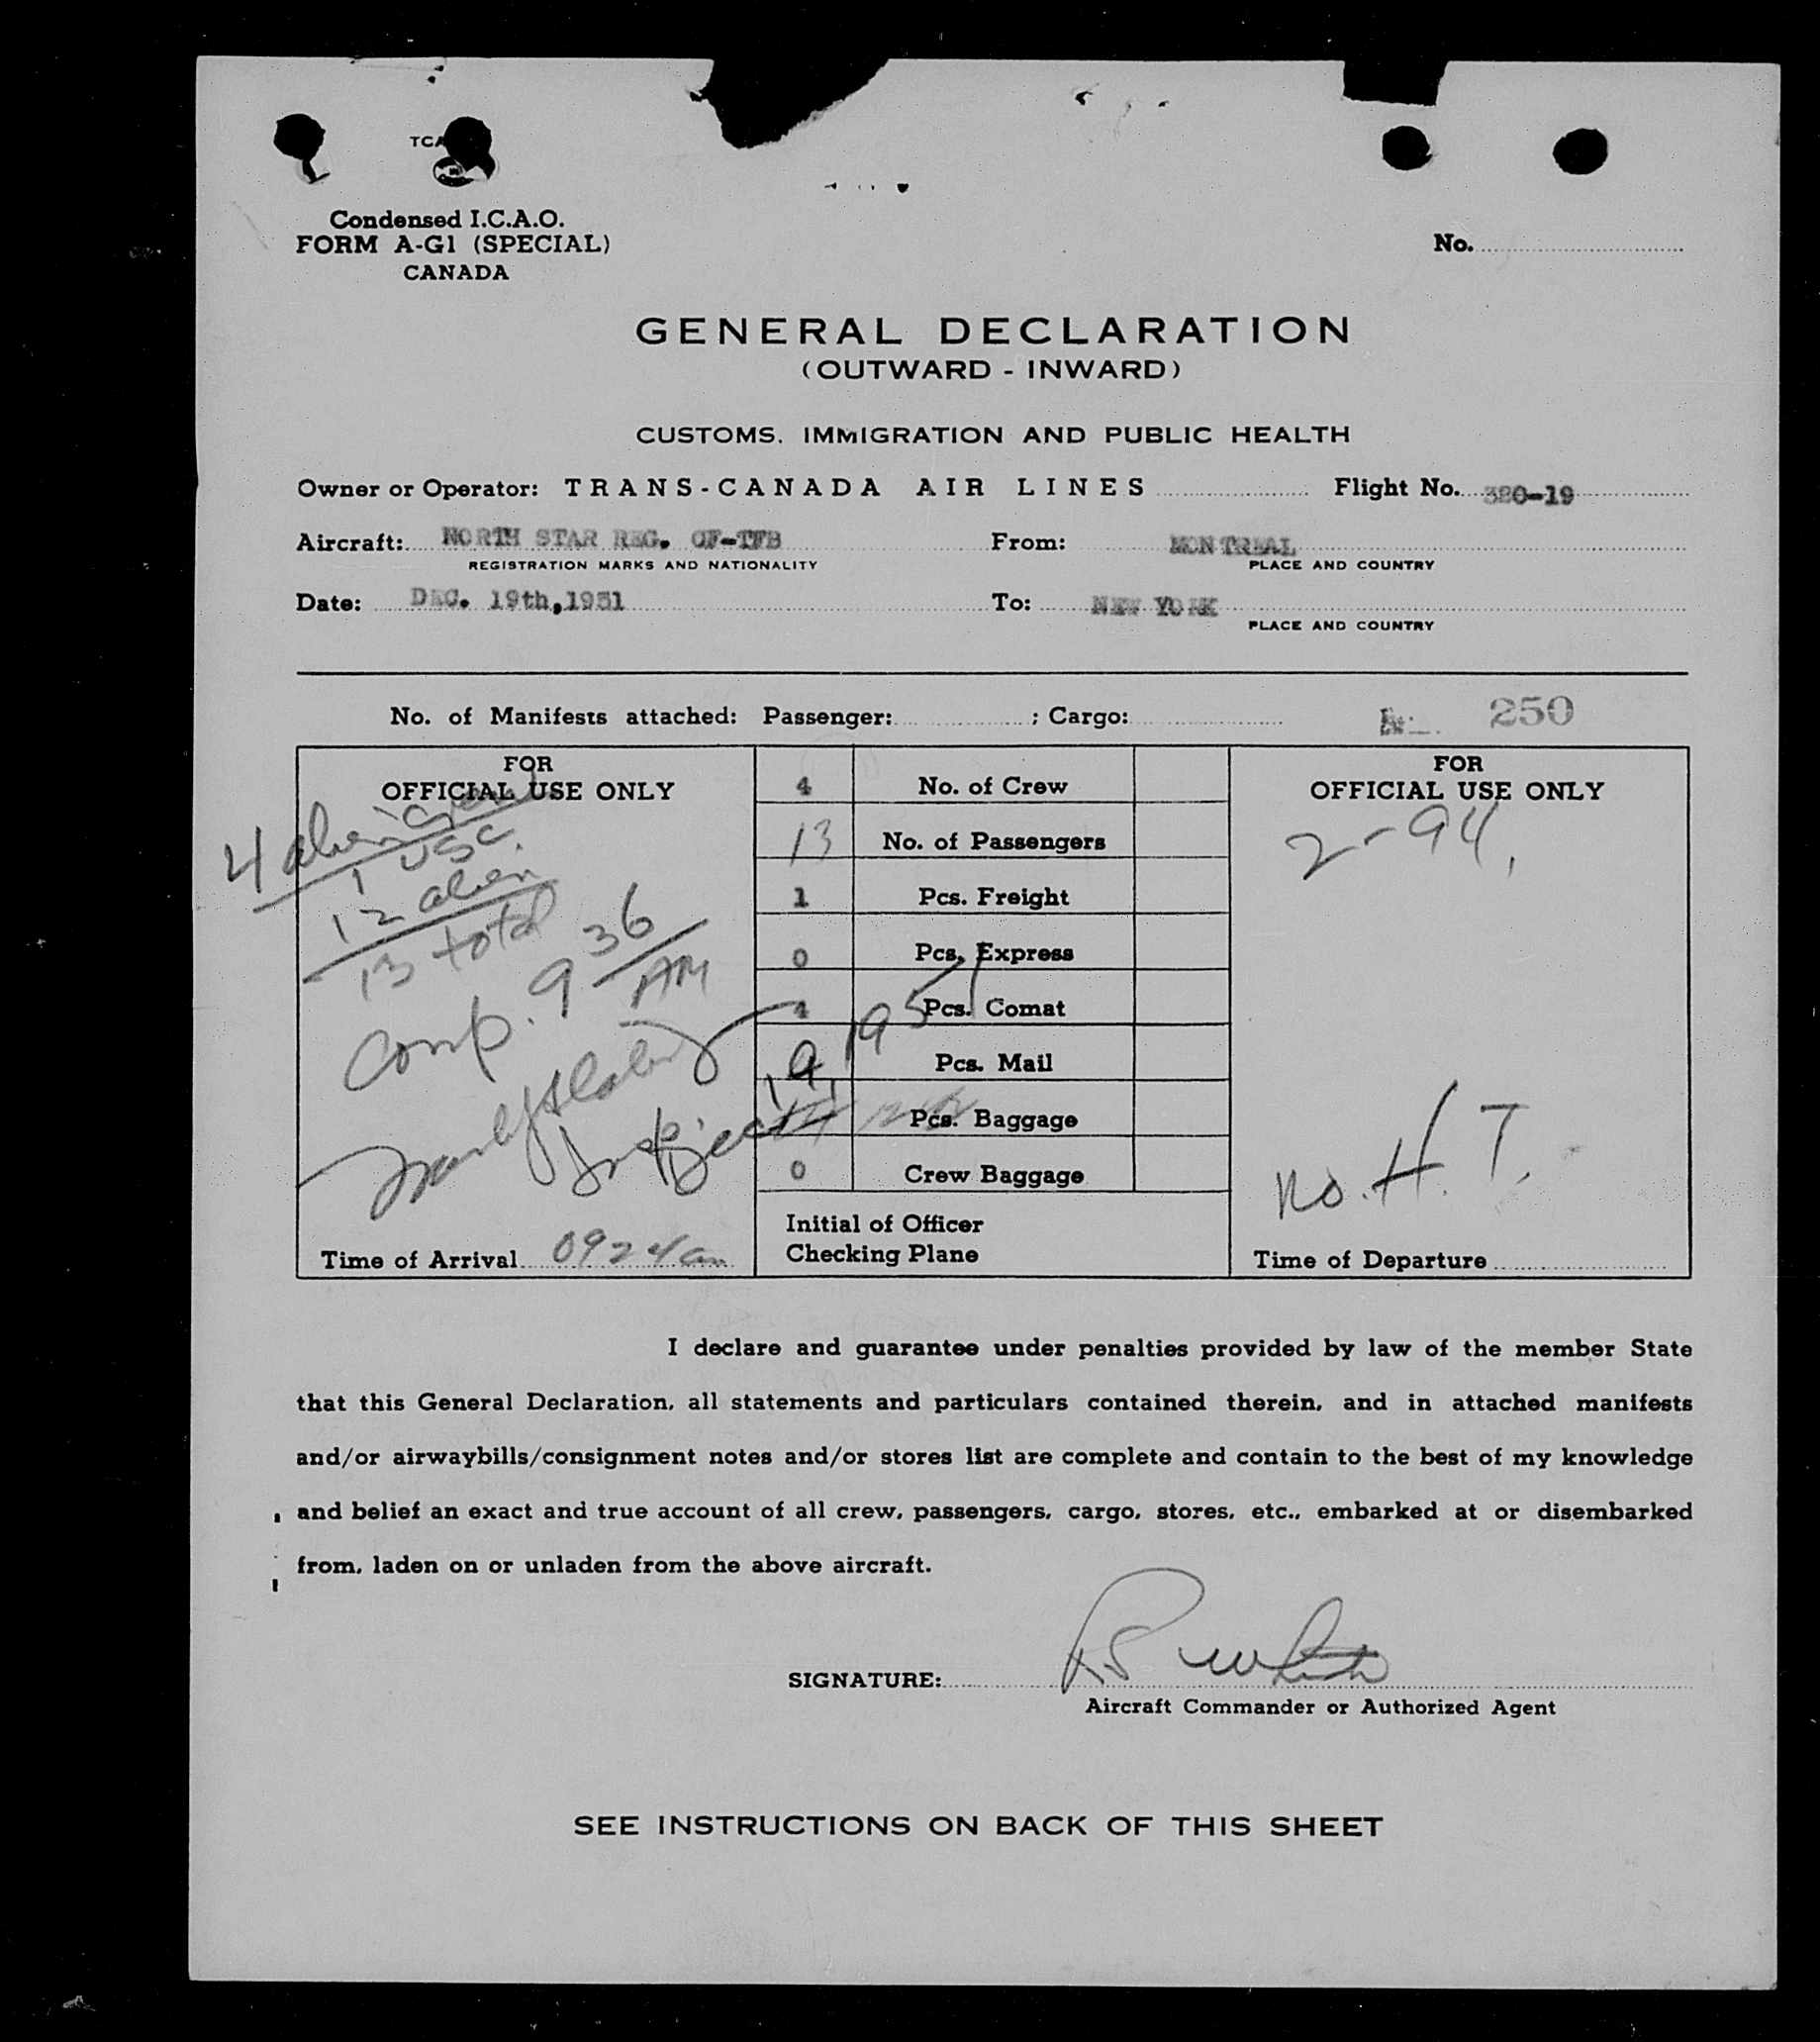 TCA
Condensed I.C.A.O.
FORM A-G1 (SPECIAL)
CANADA
No.
GENERAL DECLARATION
(OUTWARD - INWARD)
CUSTOMS, IMMIGRATION AND PUBLIC HEALTH
Owner or Operator: TRANS-CANADA AIR LINES Flight No. 320-19
Aircraft: NORTH STAR REG. CF-TFB From: MONTREAL
REGISTRATION MARKS AND NATIONALITY PLACE AND COUNTRY
Date: DEC. 19th,1951 To: NEW YORK
PLACE AND COUNTRY
No. of Manifests attached: Passenger: ; Cargo: 250
FOR
OFFICIAL USE ONLY
4 alien crew
1 USC.
12 alien
13 total
Comp. 9 36 AM
Time of Arrival 0924 am
4 No. of Crew
13 No. of Passengers
1 Pcs. Freight
0 Pcs. Express
Pcs. Comat
19, 1951
Pcs. Mail
Pcs. Baggage
0 Crew Baggage
Initial of Officer
Checking Plane
FOR
OFFICIAL USE ONLY
2-94,
No. H. T.
Time of Departure
I declare and guarantee under penalties provided by law of the member State
that this General Declaration, all statements and particulars contained therein, and in attached manifests
and/or airwaybills/consignment notes and/or stores list are complete and contain to the best of my knowledge
and belief an exact and true account of all crew, passengers, cargo, stores, etc., embarked at or disembarked
from, laden on or unladen from the above aircraft.
SIGNATURE:
Aircraft Commander or Authorized Agent
SEE INSTRUCTIONS ON BACK OF THIS SHEET